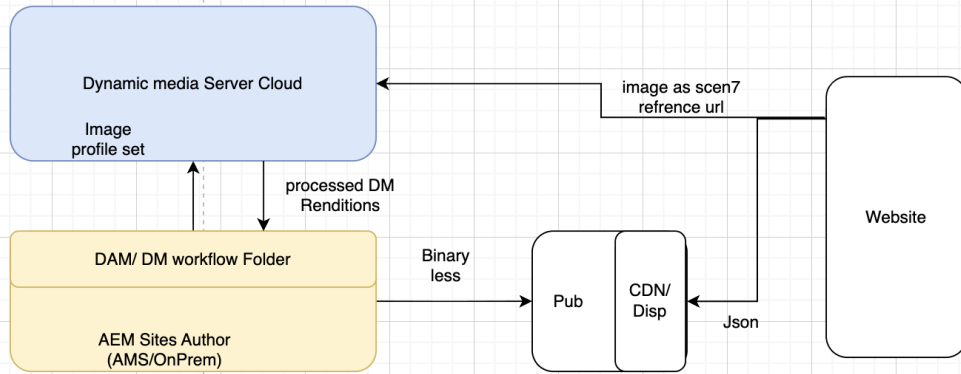 Dynamic media Server Cloud
image as scen7
refrence url
Image
profile set
processed DM
Renditions
Website
DAM/ DM workflow Folder
Binary
less
Pub
CDN/
Disp
Json
AEM Sites Author
(AMS/OnPrem)